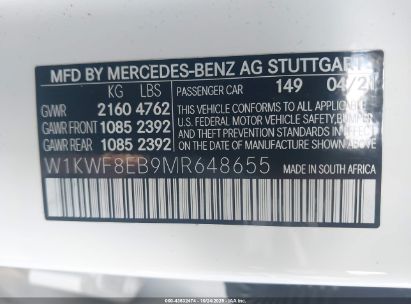 MFD BY MERCEDES-BENZ AG STUTTGART
KG LBS PASSENGER CAR 149 04/21
GVWR 2160 4762 THIS VEHICLE CONFORMS TO ALL APPLICABLE
GAWR FRONT 1085 2392 U.S. FEDERAL MOTOR VEHICLE SAFETY, BUMPER
GAWR REAR 1085 2392 AND THEFT PREVENTION STANDARDS IN EFFECT
ON THE DATE OF MANUFACTURE SHOWN ABOVE.
W1KWF8EB9MR648655 MADE IN SOUTH AFRICA